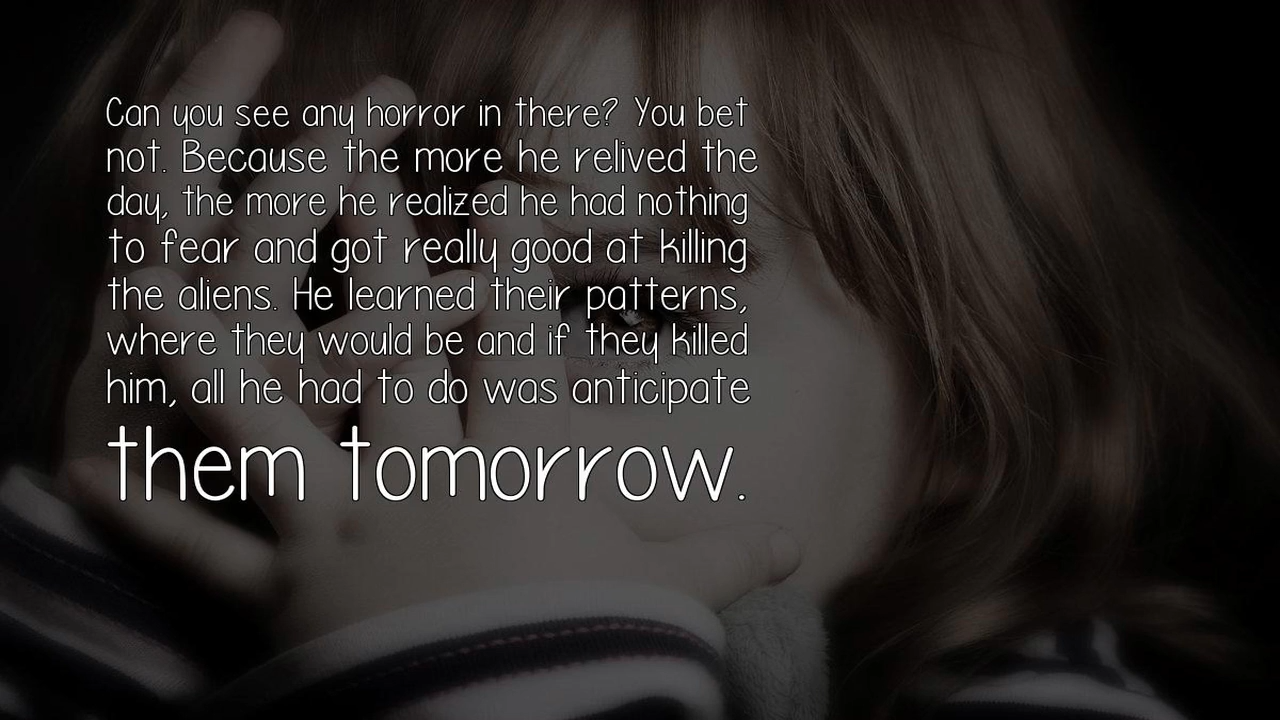 Can you see any horror in there? You bet
not. Because the more he relived the
day, the more he realized he had nothing
to fear and got really good at killing
the aliens. He learned their patterns,
where they would be and if they killed
him, all he had to do was anticipate
them tomorrow.